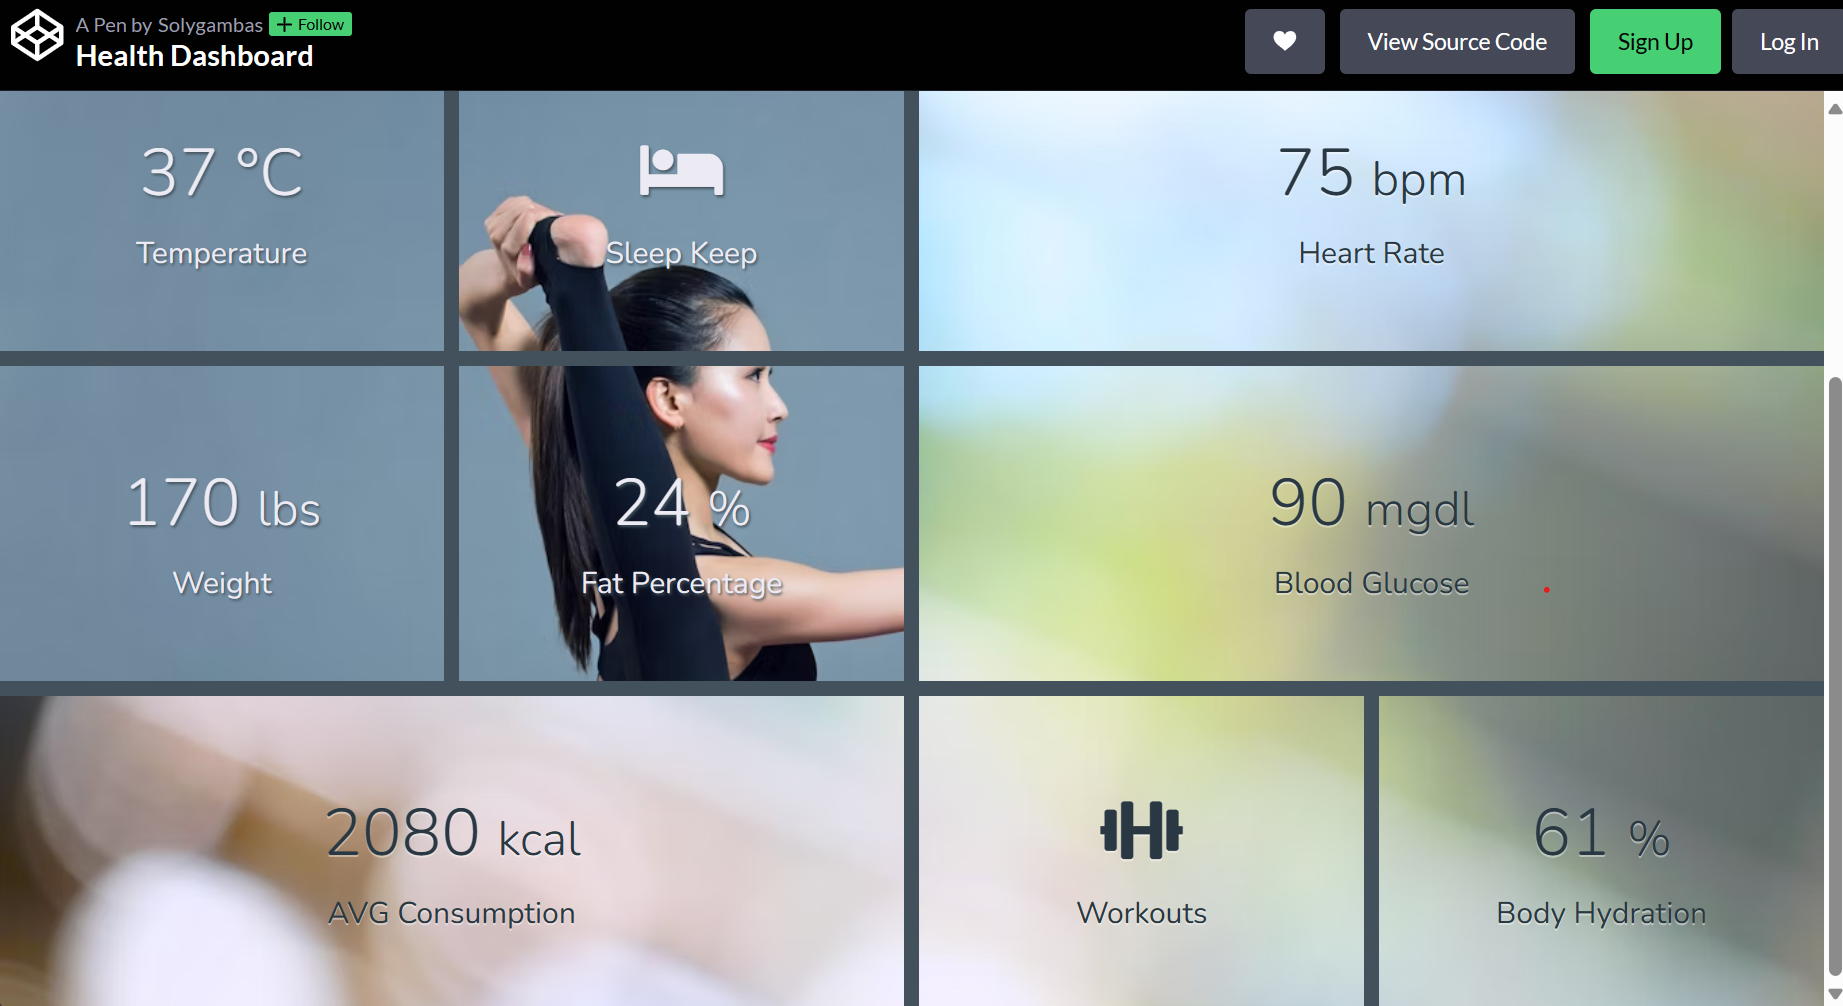 A Pen by Solygambas
+ Follow
Health Dashboard
View Source Code
Sign Up
Log In
37 °C
Temperature
Sleep Keep
75 bpm
Heart Rate
170 lbs
Weight
24 %
Fat Percentage
90 mgdl
Blood Glucose
2080 kcal
AVG Consumption
Workouts
61 %
Body Hydration